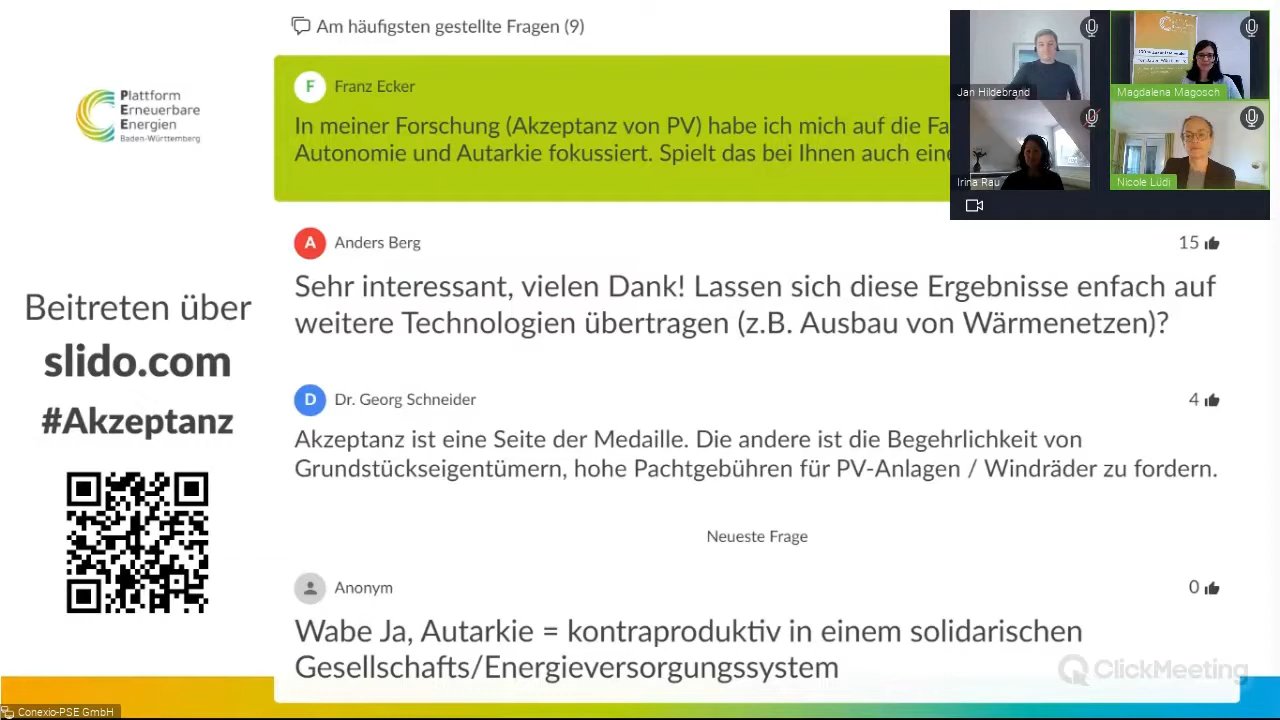 Am häufigsten gestellte Fragen (9)
Plattform
Erneuerbare
Energien
Baden-Württemberg
Beitreten über
slido.com
#Akzeptanz
F
Franz Ecker
In meiner Forschung (Akzeptanz von PV) habe ich mich auf die
Autonomie und Autarkie fokussiert. Spielt das bei Ihnen auch
A
Anders Berg
15
Sehr interessant, vielen Dank! Lassen sich diese Ergebnisse enfach auf
weitere Technologien übertragen (z.B. Ausbau von Wärmenetzen)?
D
Dr. Georg Schneider
4
Akzeptanz ist eine Seite der Medaille. Die andere ist die Begehrlichkeit von
Grundstückseigentümern, hohe Pachtgebühren für PV-Anlagen / Windräder zu fordern.
Neueste Frage
Anonym
0
Wabe Ja, Autarkie = kontraproduktiv in einem solidarischen
Gesellschafts/Energieversorgungssystem
Jan Hildebrand
Magdalena Magosch
Irina Rau
Nicole Lüdi
ClickMeeting
Conexio-PSE GmbH